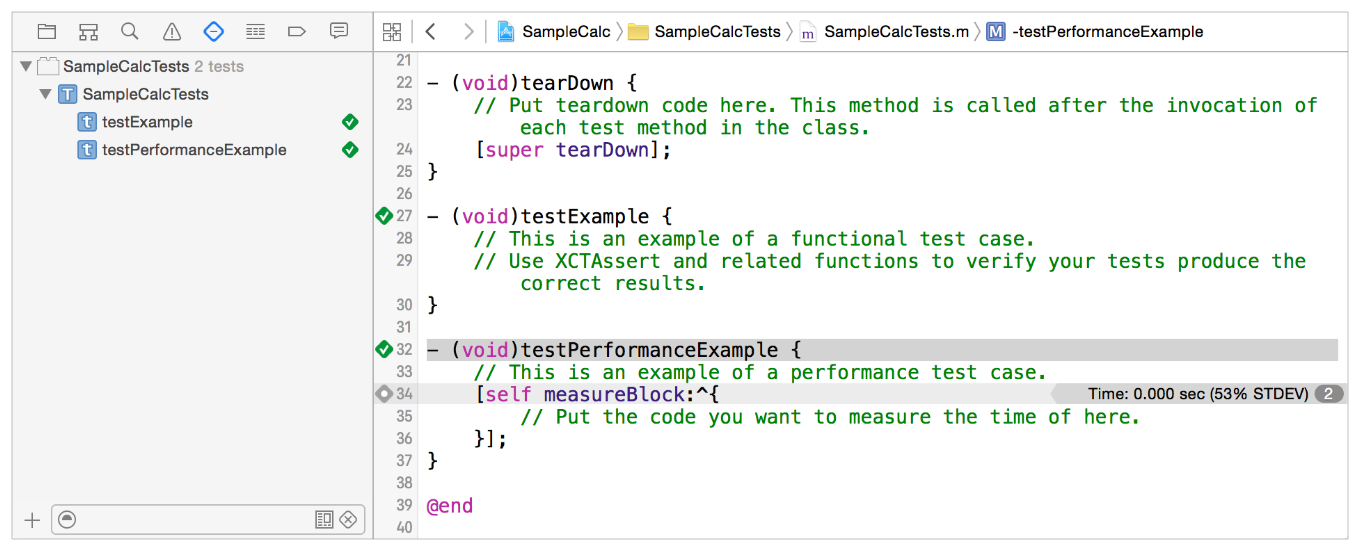 SampleCalc SampleCalcTests SampleCalcTests.m M -testPerformanceExample
SampleCalcTests 2 tests
T SampleCalcTests
t testExample
t testPerformanceExample
21
22 - (void)tearDown {
23 // Put teardown code here. This method is called after the invocation of
each test method in the class.
24 [super tearDown];
25 }
26
27 - (void)testExample {
28 // This is an example of a functional test case.
29 // Use XCTAssert and related functions to verify your tests produce the
correct results.
30 }
31
32 - (void)testPerformanceExample {
33 // This is an example of a performance test case.
34 [self measureBlock:^{ Time: 0.000 sec (53% STDEV) 2
35 // Put the code you want to measure the time of here.
36 }];
37 }
38
39 @end
40